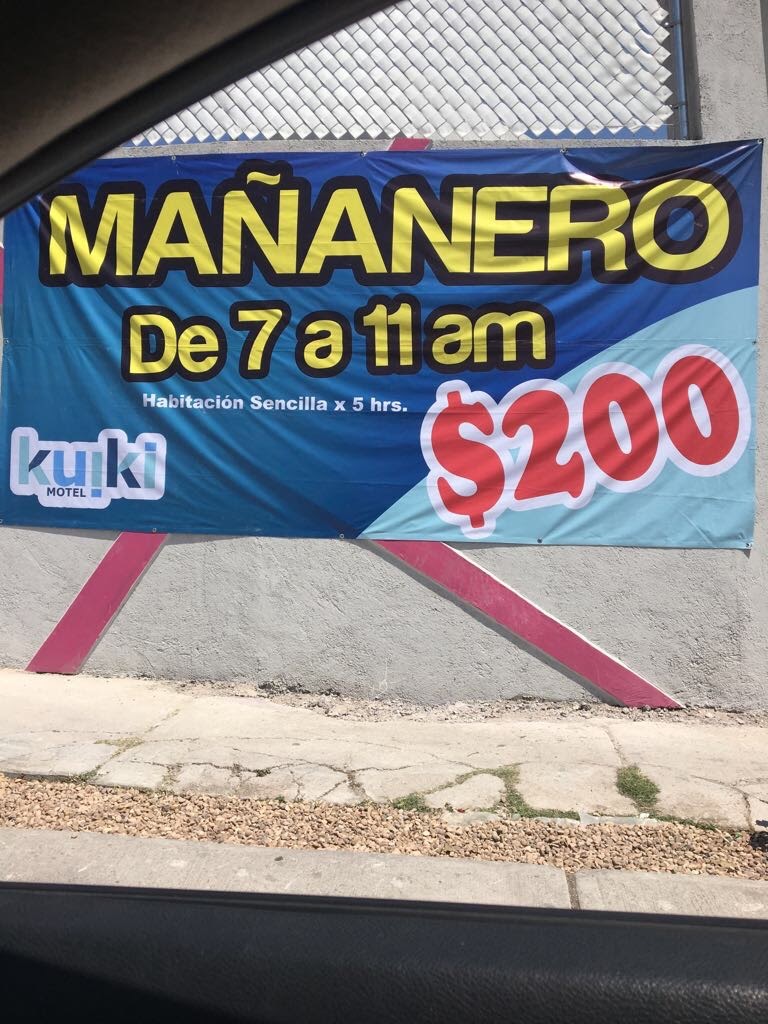 MAÑANERO
De 7 a 11 am
Habitación Sencilla x 5 hrs.
$200
kuiki
MOTEL